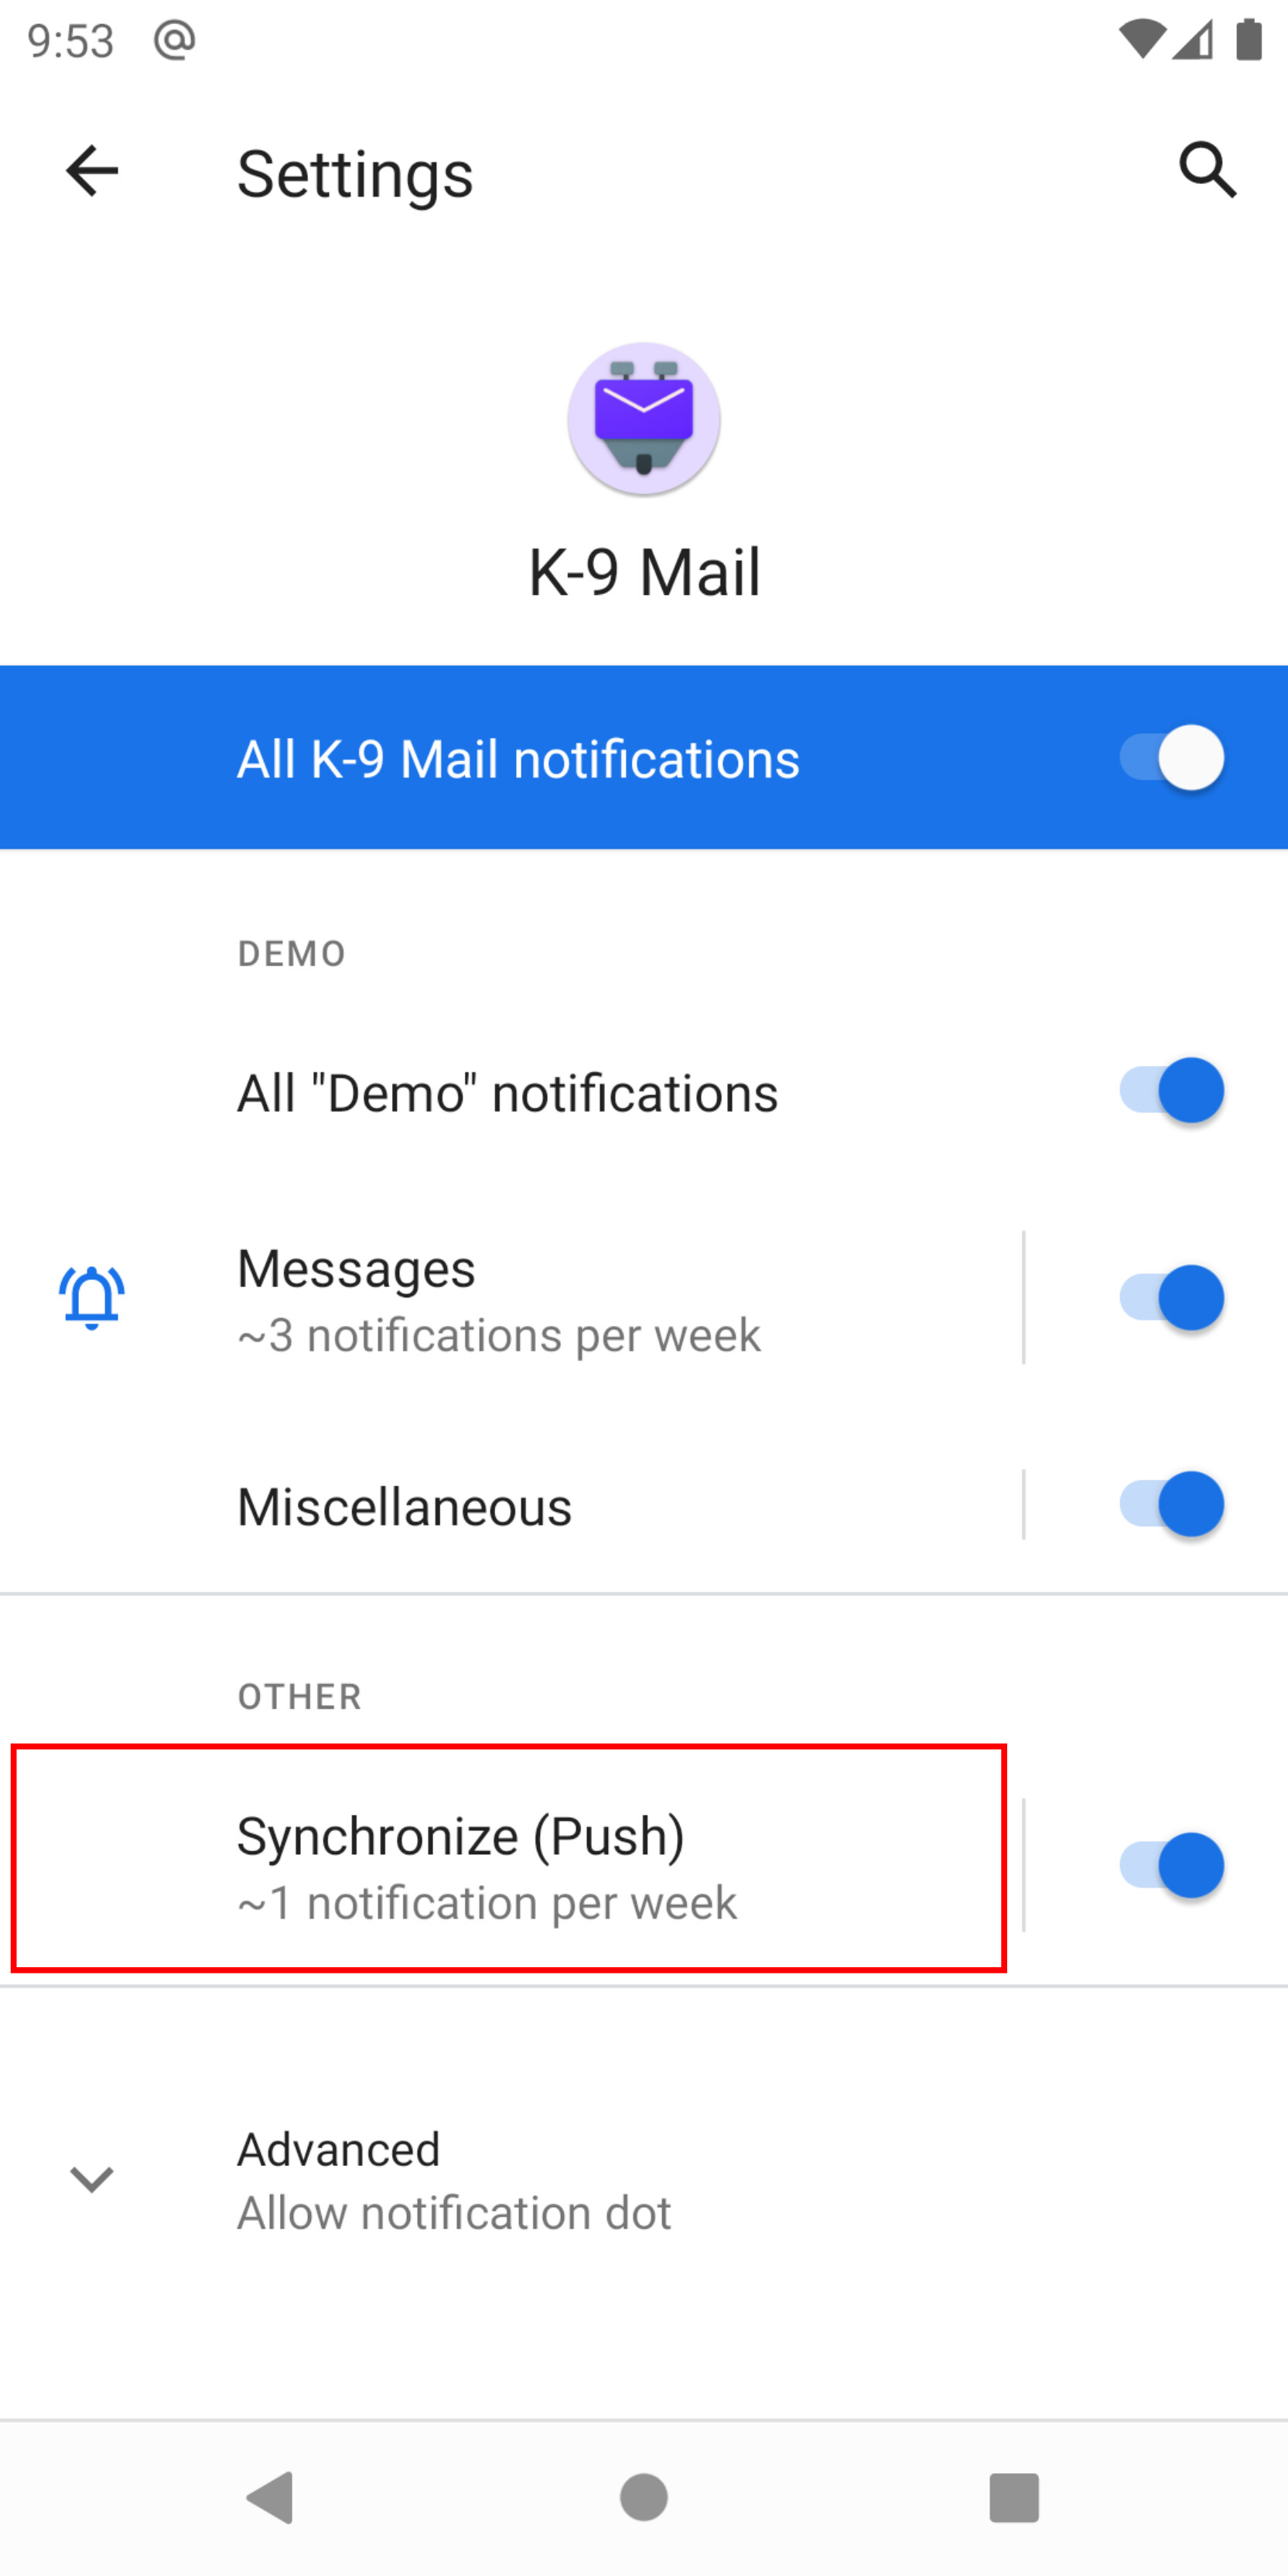 9:53
Settings
K-9 Mail
All K-9 Mail notifications
DEMO
All "Demo" notifications
Messages
~3 notifications per week
Miscellaneous
OTHER
Synchronize (Push)
~1 notification per week
Advanced
Allow notification dot